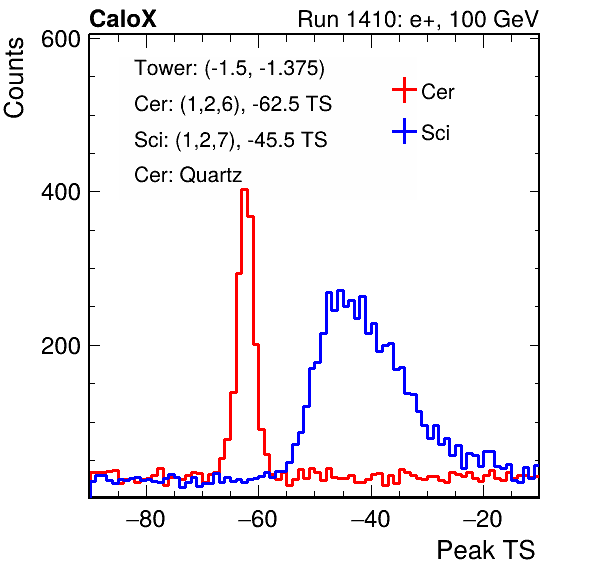 CaloX Run 1410: e+, 100 GeV
Counts
600
400
200
Tower: (-1.5, -1.375)
Cer: (1,2,6), -62.5 TS
Sci: (1,2,7), -45.5 TS
Cer: Quartz
Cer
Sci
−80 −60 −40 −20
Peak TS